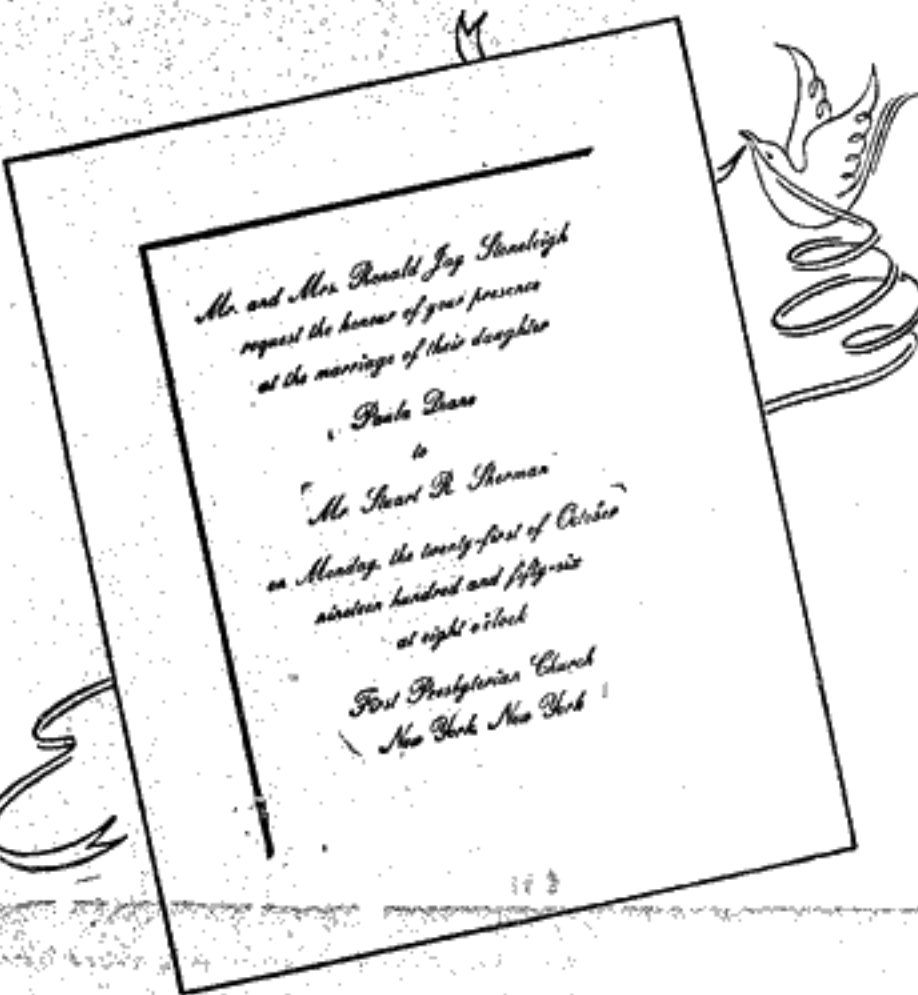 Mr. and Mrs. Ronald Jay Stoneleigh
request the honour of your presence
at the marriage of their daughter
Paula Diane
to
Mr. Stuart R. Sherman
on Monday, the twenty-first of October
nineteen hundred and fifty-six
at eight o'clock
First Presbyterian Church
New York, New York